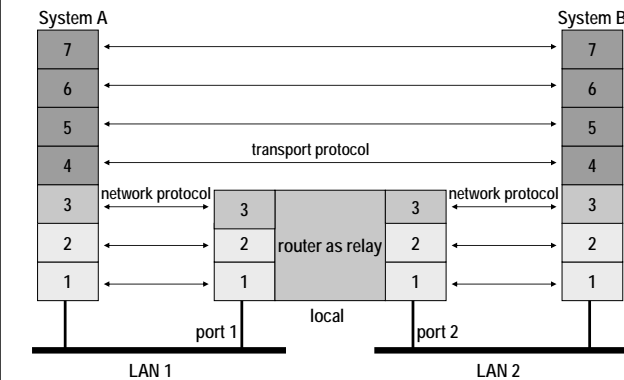 System A System B
7 7
6 6
5 5
transport protocol
4 4
network protocol network protocol
3 3 3 3
2 2 router as relay 2 2
1 1 1 1
local
port 1 port 2
LAN 1 LAN 2